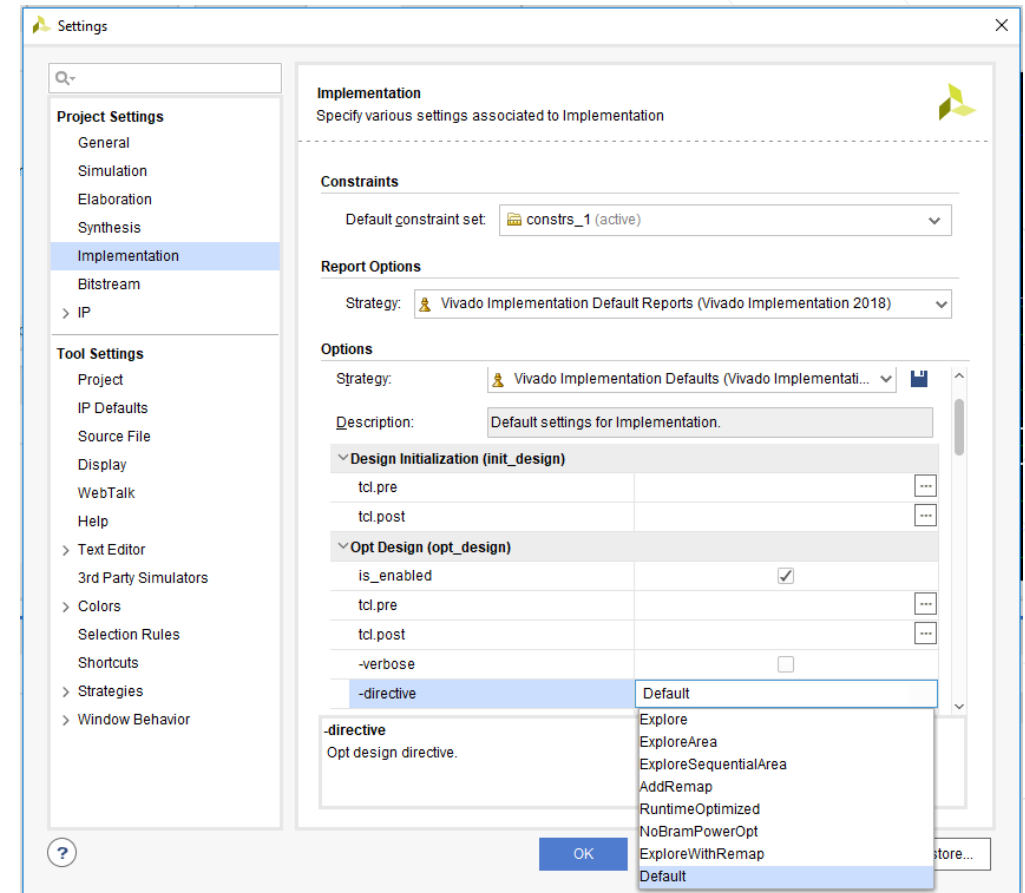 Settings
Project Settings
General
Simulation
Elaboration
Synthesis
Implementation
Bitstream
IP
Tool Settings
Project
IP Defaults
Source File
Display
WebTalk
Help
Text Editor
3rd Party Simulators
Colors
Selection Rules
Shortcuts
Strategies
Window Behavior
Implementation
Specify various settings associated to Implementation
Constraints
Default constraint set: constrs_1 (active)
Report Options
Strategy: Vivado Implementation Default Reports (Vivado Implementation 2018)
Options
Strategy: Vivado Implementation Defaults (Vivado Implementati...
Description: Default settings for Implementation.
Design Initialization (init_design)
tcl.pre
tcl.post
Opt Design (opt_design)
is_enabled
tcl.pre
tcl.post
-verbose
-directive Default
-directive
Opt design directive.
Explore
ExploreArea
ExploreSequentialArea
AddRemap
RuntimeOptimized
NoBramPowerOpt
ExploreWithRemap
Default
? OK store...